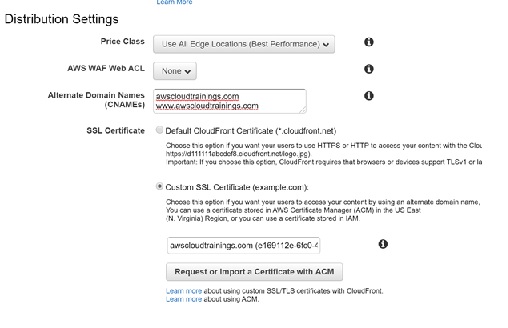 Learn More
Distribution Settings
Price Class
Use All Edge Locations (Best Performance)
AWS WAF Web ACL
None
Alternate Domain Names
(CNAMEs)
awscloudtrainings.com
www.awscloudtrainings.com
SSL Certificate
Default CloudFront Certificate (*.cloudfront.net)
Choose this option if you want your users to use HTTPS or HTTP to access your content with the Clou
https://d111111abcdef8.cloudfront.net/logo.jpg).
Important: If you choose this option, CloudFront requires that browsers or devices support TLSv1 or la
Custom SSL Certificate (example.com):
Choose this option if you want your users to access your content by using an alternate domain name,
You can use a certificate stored in AWS Certificate Manager (ACM) in the US East
(N. Virginia) Region, or you can use a certificate stored in IAM.
awscloudtrainings.com (e169112e-6fc0-4
Request or Import a Certificate with ACM
Learn more about using custom SSL/TLS certificates with CloudFront.
Learn more about using ACM.